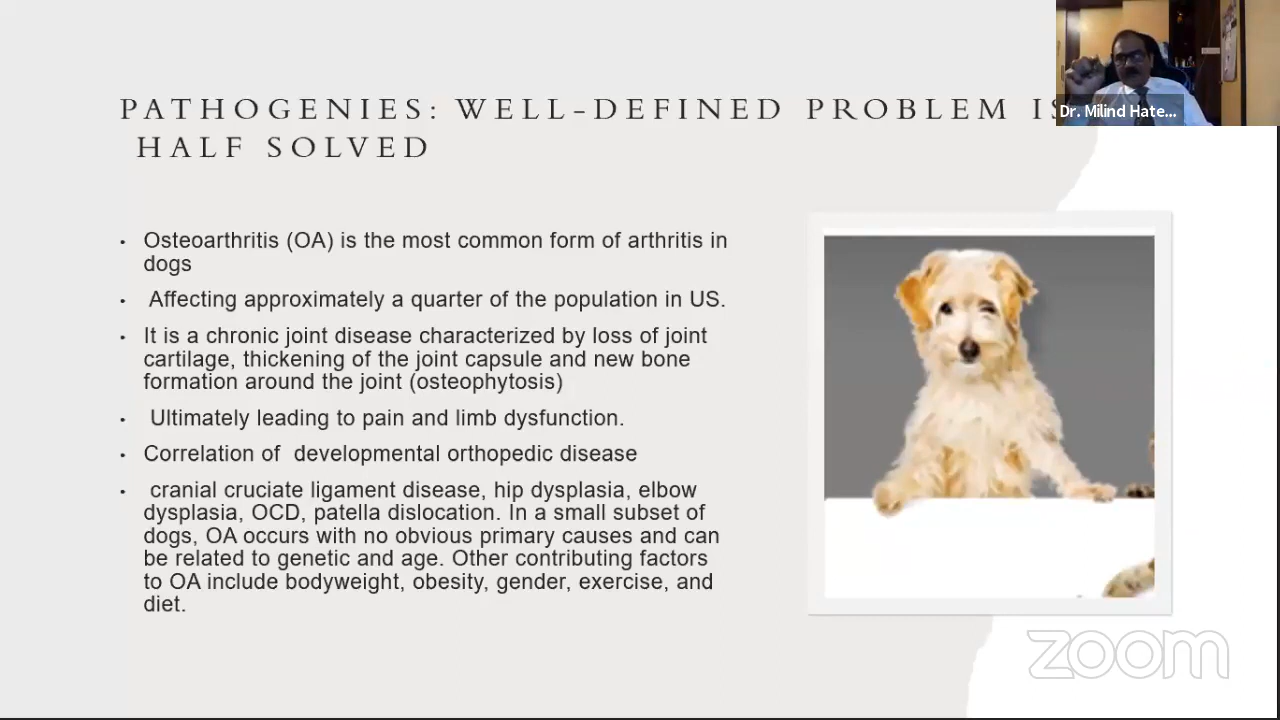 PATHOGENIES: WELL-DEFINED PROBLEM IS
HALF SOLVED
Dr. Milind Hate...
• Osteoarthritis (OA) is the most common form of arthritis in
dogs
• Affecting approximately a quarter of the population in US.
• It is a chronic joint disease characterized by loss of joint
cartilage, thickening of the joint capsule and new bone
formation around the joint (osteophytosis)
• Ultimately leading to pain and limb dysfunction.
• Correlation of  developmental orthopedic disease
• cranial cruciate ligament disease, hip dysplasia, elbow
dysplasia, OCD, patella dislocation. In a small subset of
dogs, OA occurs with no obvious primary causes and can
be related to genetic and age. Other contributing factors
to OA include bodyweight, obesity, gender, exercise, and
diet.
zoom